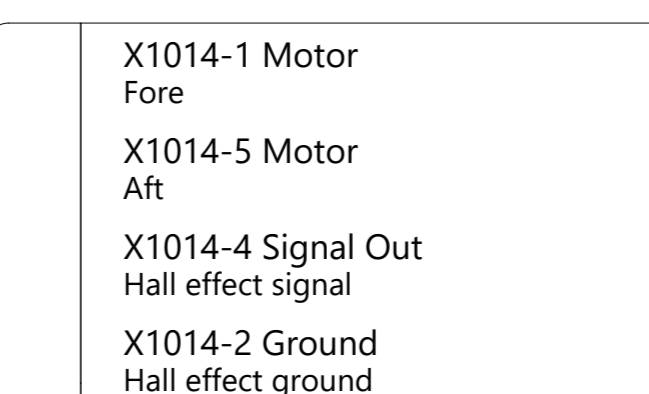 X1014-1 Motor
Fore
X1014-5 Motor
Aft
X1014-4 Signal Out
Hall effect signal
X1014-2 Ground
Hall effect ground